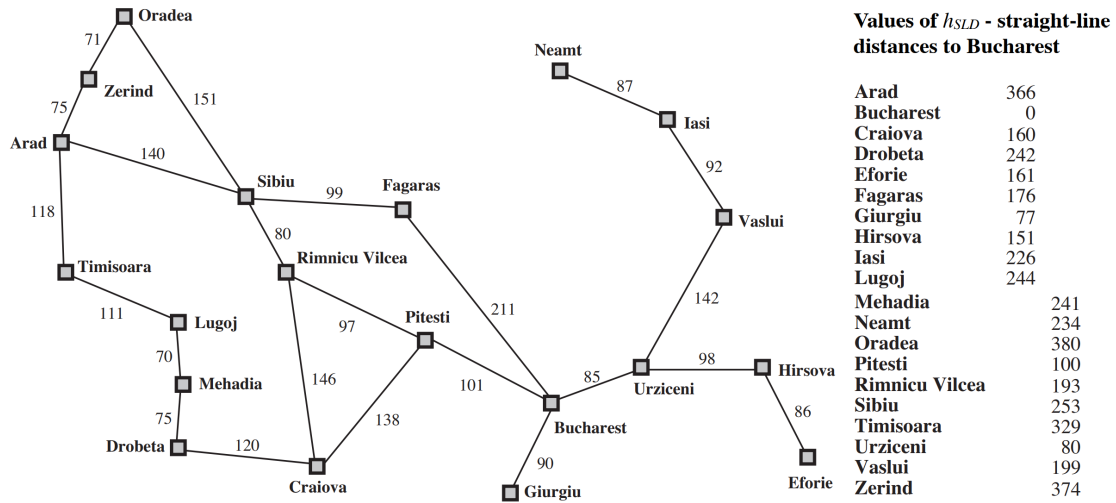 Oradea
71
Zerind
75
151
Arad
140
118
Sibiu
99
Fagaras
80
Rimnicu Vilcea
Timisoara
111
Lugoj
70
Mehadia
75
Drobeta
120
Craiova
146
97
Pitesti
138
101
211
Bucharest
90
Giurgiu
85
Urziceni
98
Hirsova
86
Eforie
142
Vaslui
92
Iasi
87
Neamt
Values of hSLD - straight-line
distances to Bucharest
Arad 366
Bucharest 0
Craiova 160
Drobeta 242
Eforie 161
Fagaras 176
Giurgiu 77
Hirsova 151
Iasi 226
Lugoj 244
Mehadia 241
Neamt 234
Oradea 380
Pitesti 100
Rimnicu Vilcea 193
Sibiu 253
Timisoara 329
Urziceni 80
Vaslui 199
Zerind 374